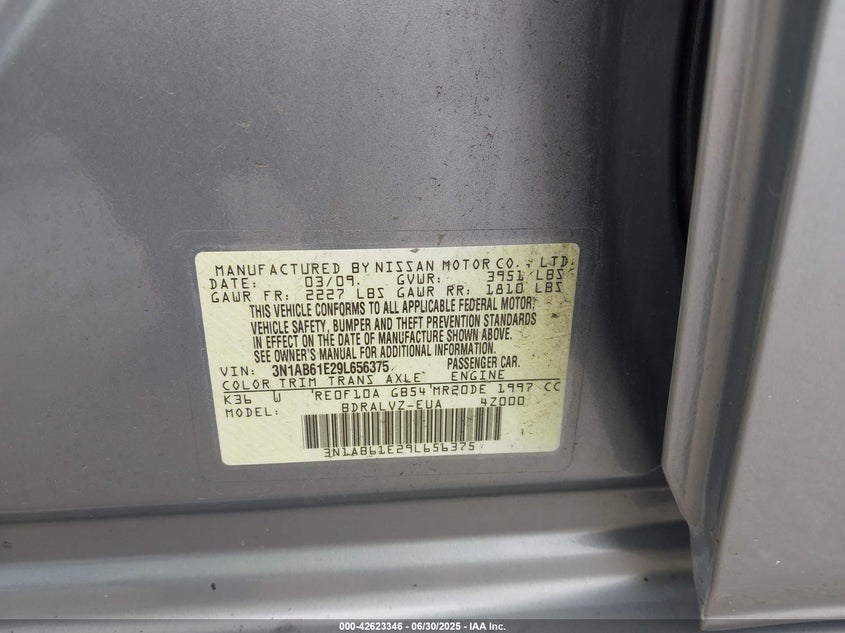 MANUFACTURED BY NISSAN MOTOR CO., LTD.
DATE: 03/09. GVWR: 3951 LBS
GAWR FR: 2227 LBS GAWR RR: 1810 LBS
THIS VEHICLE CONFORMS TO ALL APPLICABLE FEDERAL MOTOR
VEHICLE SAFETY, BUMPER AND THEFT PREVENTION STANDARDS
IN EFFECT ON THE DATE OF MANUFACTURE SHOWN ABOVE.
SEE OWNER'S MANUAL FOR ADDITIONAL INFORMATION.
VIN: 3N1AB61E29L656375 PASSENGER CAR.
COLOR TRIM TRANS AXLE ENGINE
K36 W RE0F10A GB54 MR20DE 1997 CC
MODEL: BDRALVZ-EUA 4Z000
3N1AB61E29L656375
000-42623346 - 06/30/2025 - IAA Inc.